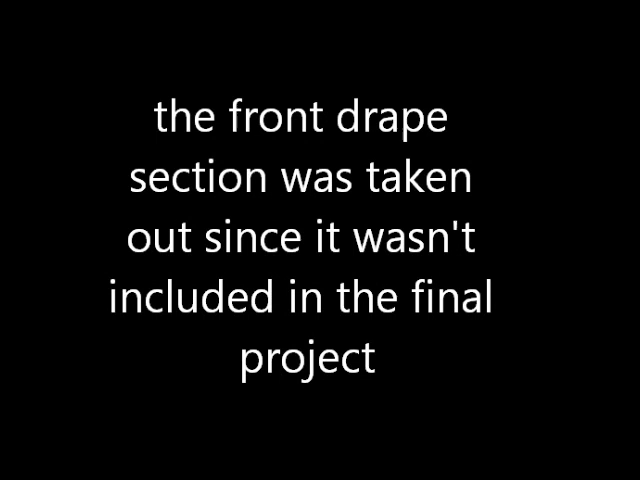 the front drape
section was taken
out since it wasn't
included in the final
project